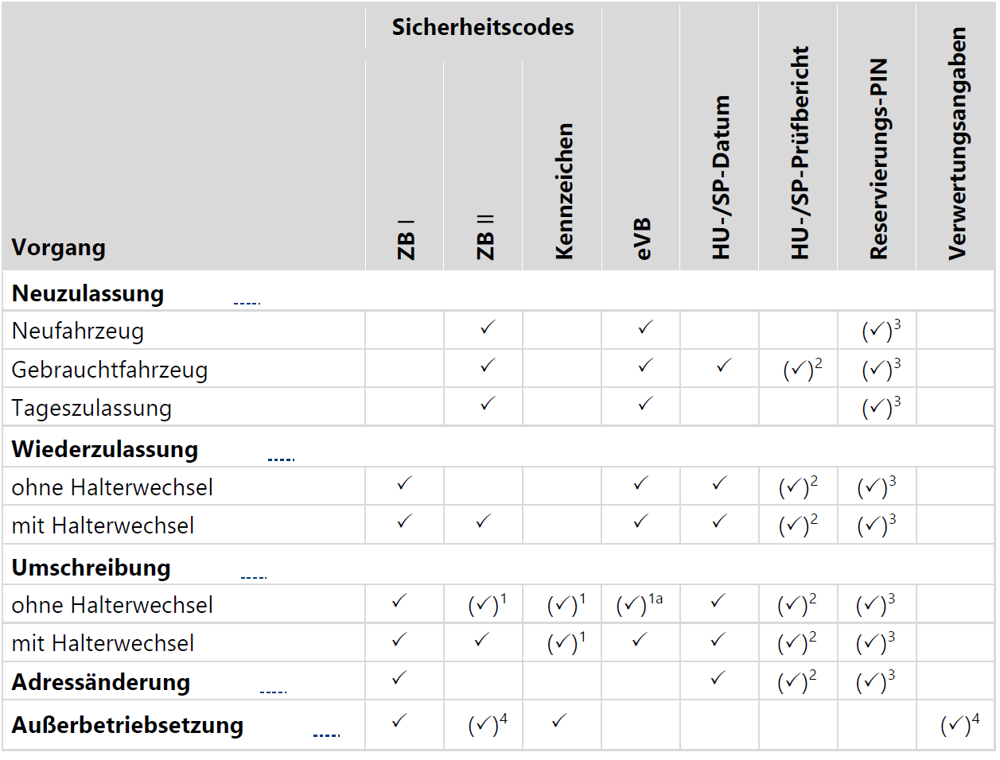 Sicherheitscodes
Vorgang ZB I ZB II Kennzeichen eVB HU-/SP-Datum HU-/SP-Prüfbericht Reservierungs-PIN Verwertungsangaben
Neuzulassung
Neufahrzeug ✓ ✓ (✓)³
Gebrauchtfahrzeug ✓ ✓ ✓ (✓)² (✓)³
Tageszulassung ✓ ✓ (✓)³
Wiederzulassung
ohne Halterwechsel ✓ ✓ ✓ (✓)² (✓)³
mit Halterwechsel ✓ ✓ ✓ ✓ (✓)² (✓)³
Umschreibung
ohne Halterwechsel ✓ (✓)¹ (✓)¹ (✓)¹ᵃ ✓ (✓)² (✓)³
mit Halterwechsel ✓ ✓ (✓)¹ ✓ ✓ (✓)² (✓)³
Adressänderung ✓ ✓ (✓)² (✓)³
Außerbetriebsetzung ✓ (✓)⁴ ✓ (✓)⁴